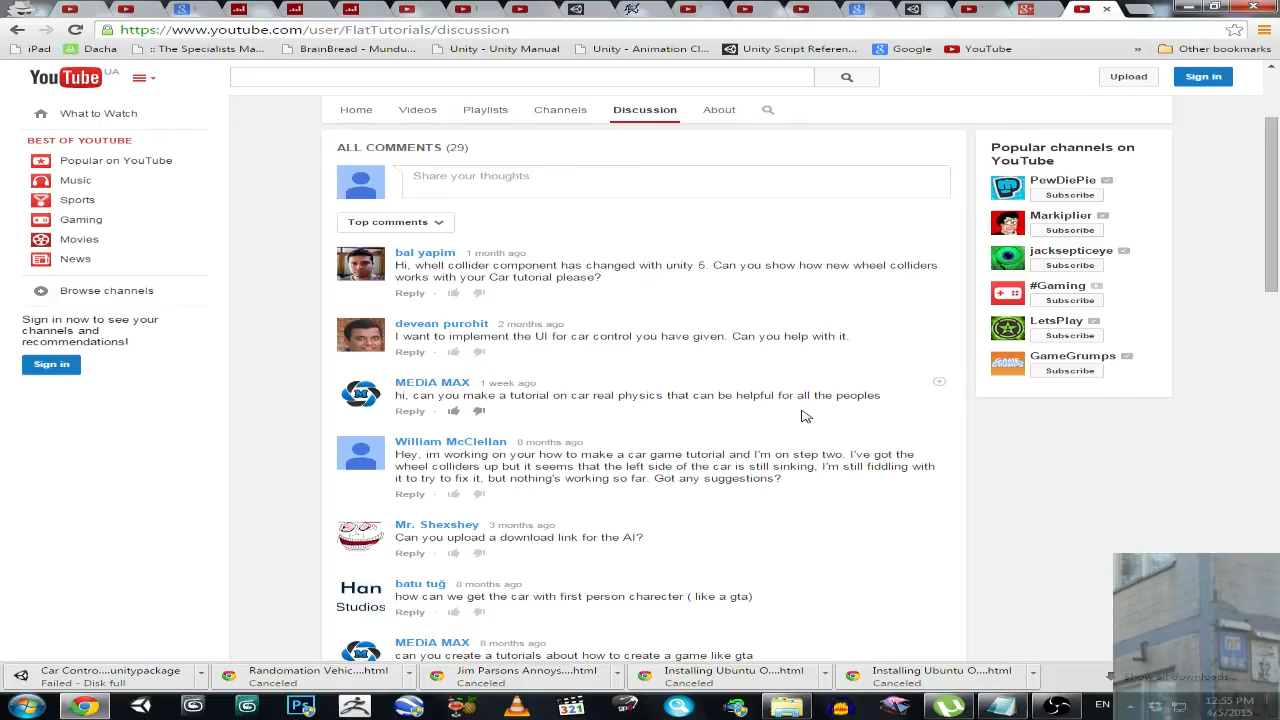 https://www.youtube.com/user/FlatTutorials/discussion
iPad
Dacha
:: The Specialists Ma...
BrainBread - Mundu...
Unity - Unity Manual
Unity - Animation Cl...
UnityScript Referen...
Google
YouTube
»
Other bookmarks
YouTube UA
Upload
Sign in
What to Watch
BEST OF YOUTUBE
Popular on YouTube
Music
Sports
Gaming
Movies
News
Browse channels
Sign in now to see your
channels and
recommendations!
Sign in
Home
Videos
Playlists
Channels
Discussion
About
ALL COMMENTS (29)
Share your thoughts
Top comments
bal yapim 1 month ago
Hi, whell collider component has changed with unity 5. Can you show how new wheel colliders
works with your Car tutorial please?
Reply
devean purohit 2 months ago
I want to implement the UI for car control you have given. Can you help with it.
Reply
MEDiA MAX 1 week ago
hi, can you make a tutorial on car real physics that can be helpful for all the peoples
Reply
William McClellan 8 months ago
Hey, im working on your how to make a car game tutorial and I'm on step two. I've got the
wheel colliders up but it seems that the left side of the car is still sinking, I'm still fiddling with
it to try to fix it, but nothing's working so far. Got any suggestions?
Reply
Mr. Shexshey 3 months ago
Can you upload a download link for the AI?
Reply
Han
Studios
batu tuğ 8 months ago
how can we get the car with first person charecter ( like a gta)
Reply
MEDiA MAX 8 months ago
can you create a tutorials about how to create a game like gta
Popular channels on
YouTube
PewDiePie
Subscribe
Markiplier
Subscribe
jacksepticeye
Subscribe
#Gaming
Subscribe
LetsPlay
Subscribe
GAME
GRUMPS
GameGrumps
Subscribe
Car Contro....unitypackage
Failed - Disk full
Randomation Vehic....html
Canceled
Jim Parsons Annoys....html
Canceled
Installing Ubuntu O....html
Canceled
Installing Ubuntu O....html
Canceled
Show all downloads...
321
EN
12:55 PM
4/5/2015